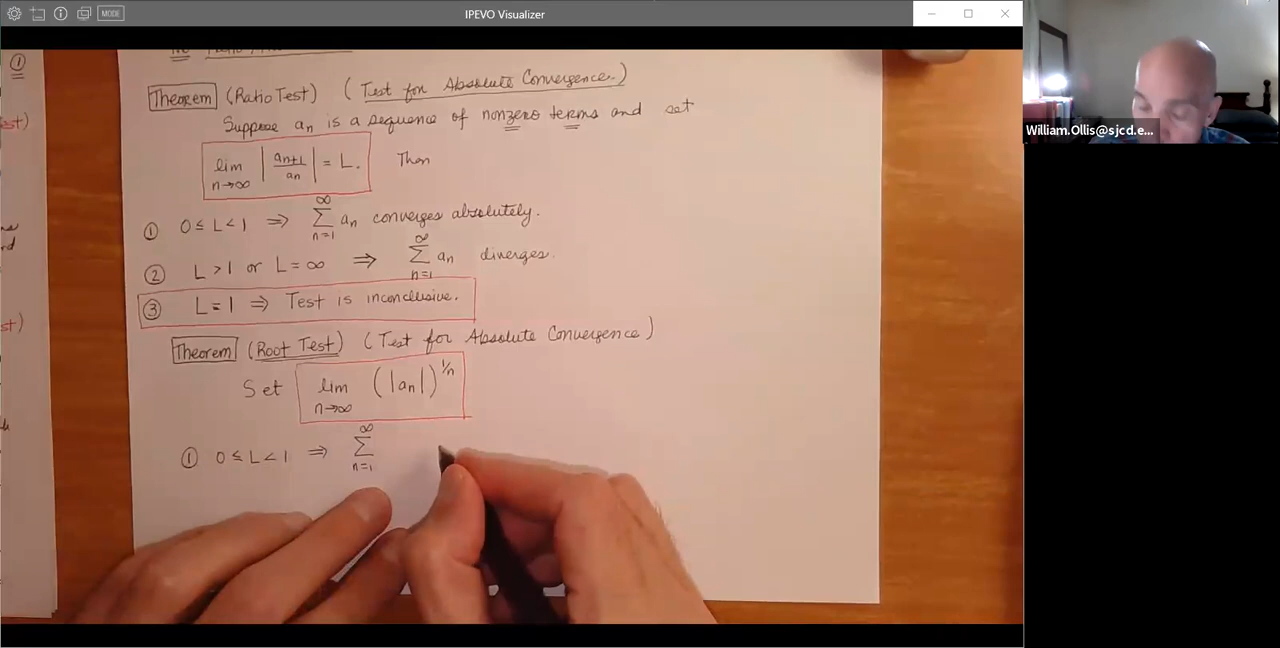 MODE
IPEVO Visualizer
William.Ollis@sjcd.e...
①
Theorem (Ratio Test) (Test for Absolute Convergence.)
Suppose aₙ is a sequence of nonzero terms and set
lim n→∞ |aₙ₊₁/aₙ| = L. Then
① 0 ≤ L < 1 ⇒ ∑ n=1 ∞ aₙ converges absolutely.
② L > 1 or L = ∞ ⇒ ∑ n=1 ∞ aₙ diverges.
③ L = 1 ⇒ Test is inconclusive.
Theorem (Root Test) (Test for Absolute Convergence)
Set lim n→∞ (|aₙ|)^1/n
① 0 ≤ L < 1 ⇒ ∑ n=1 ∞